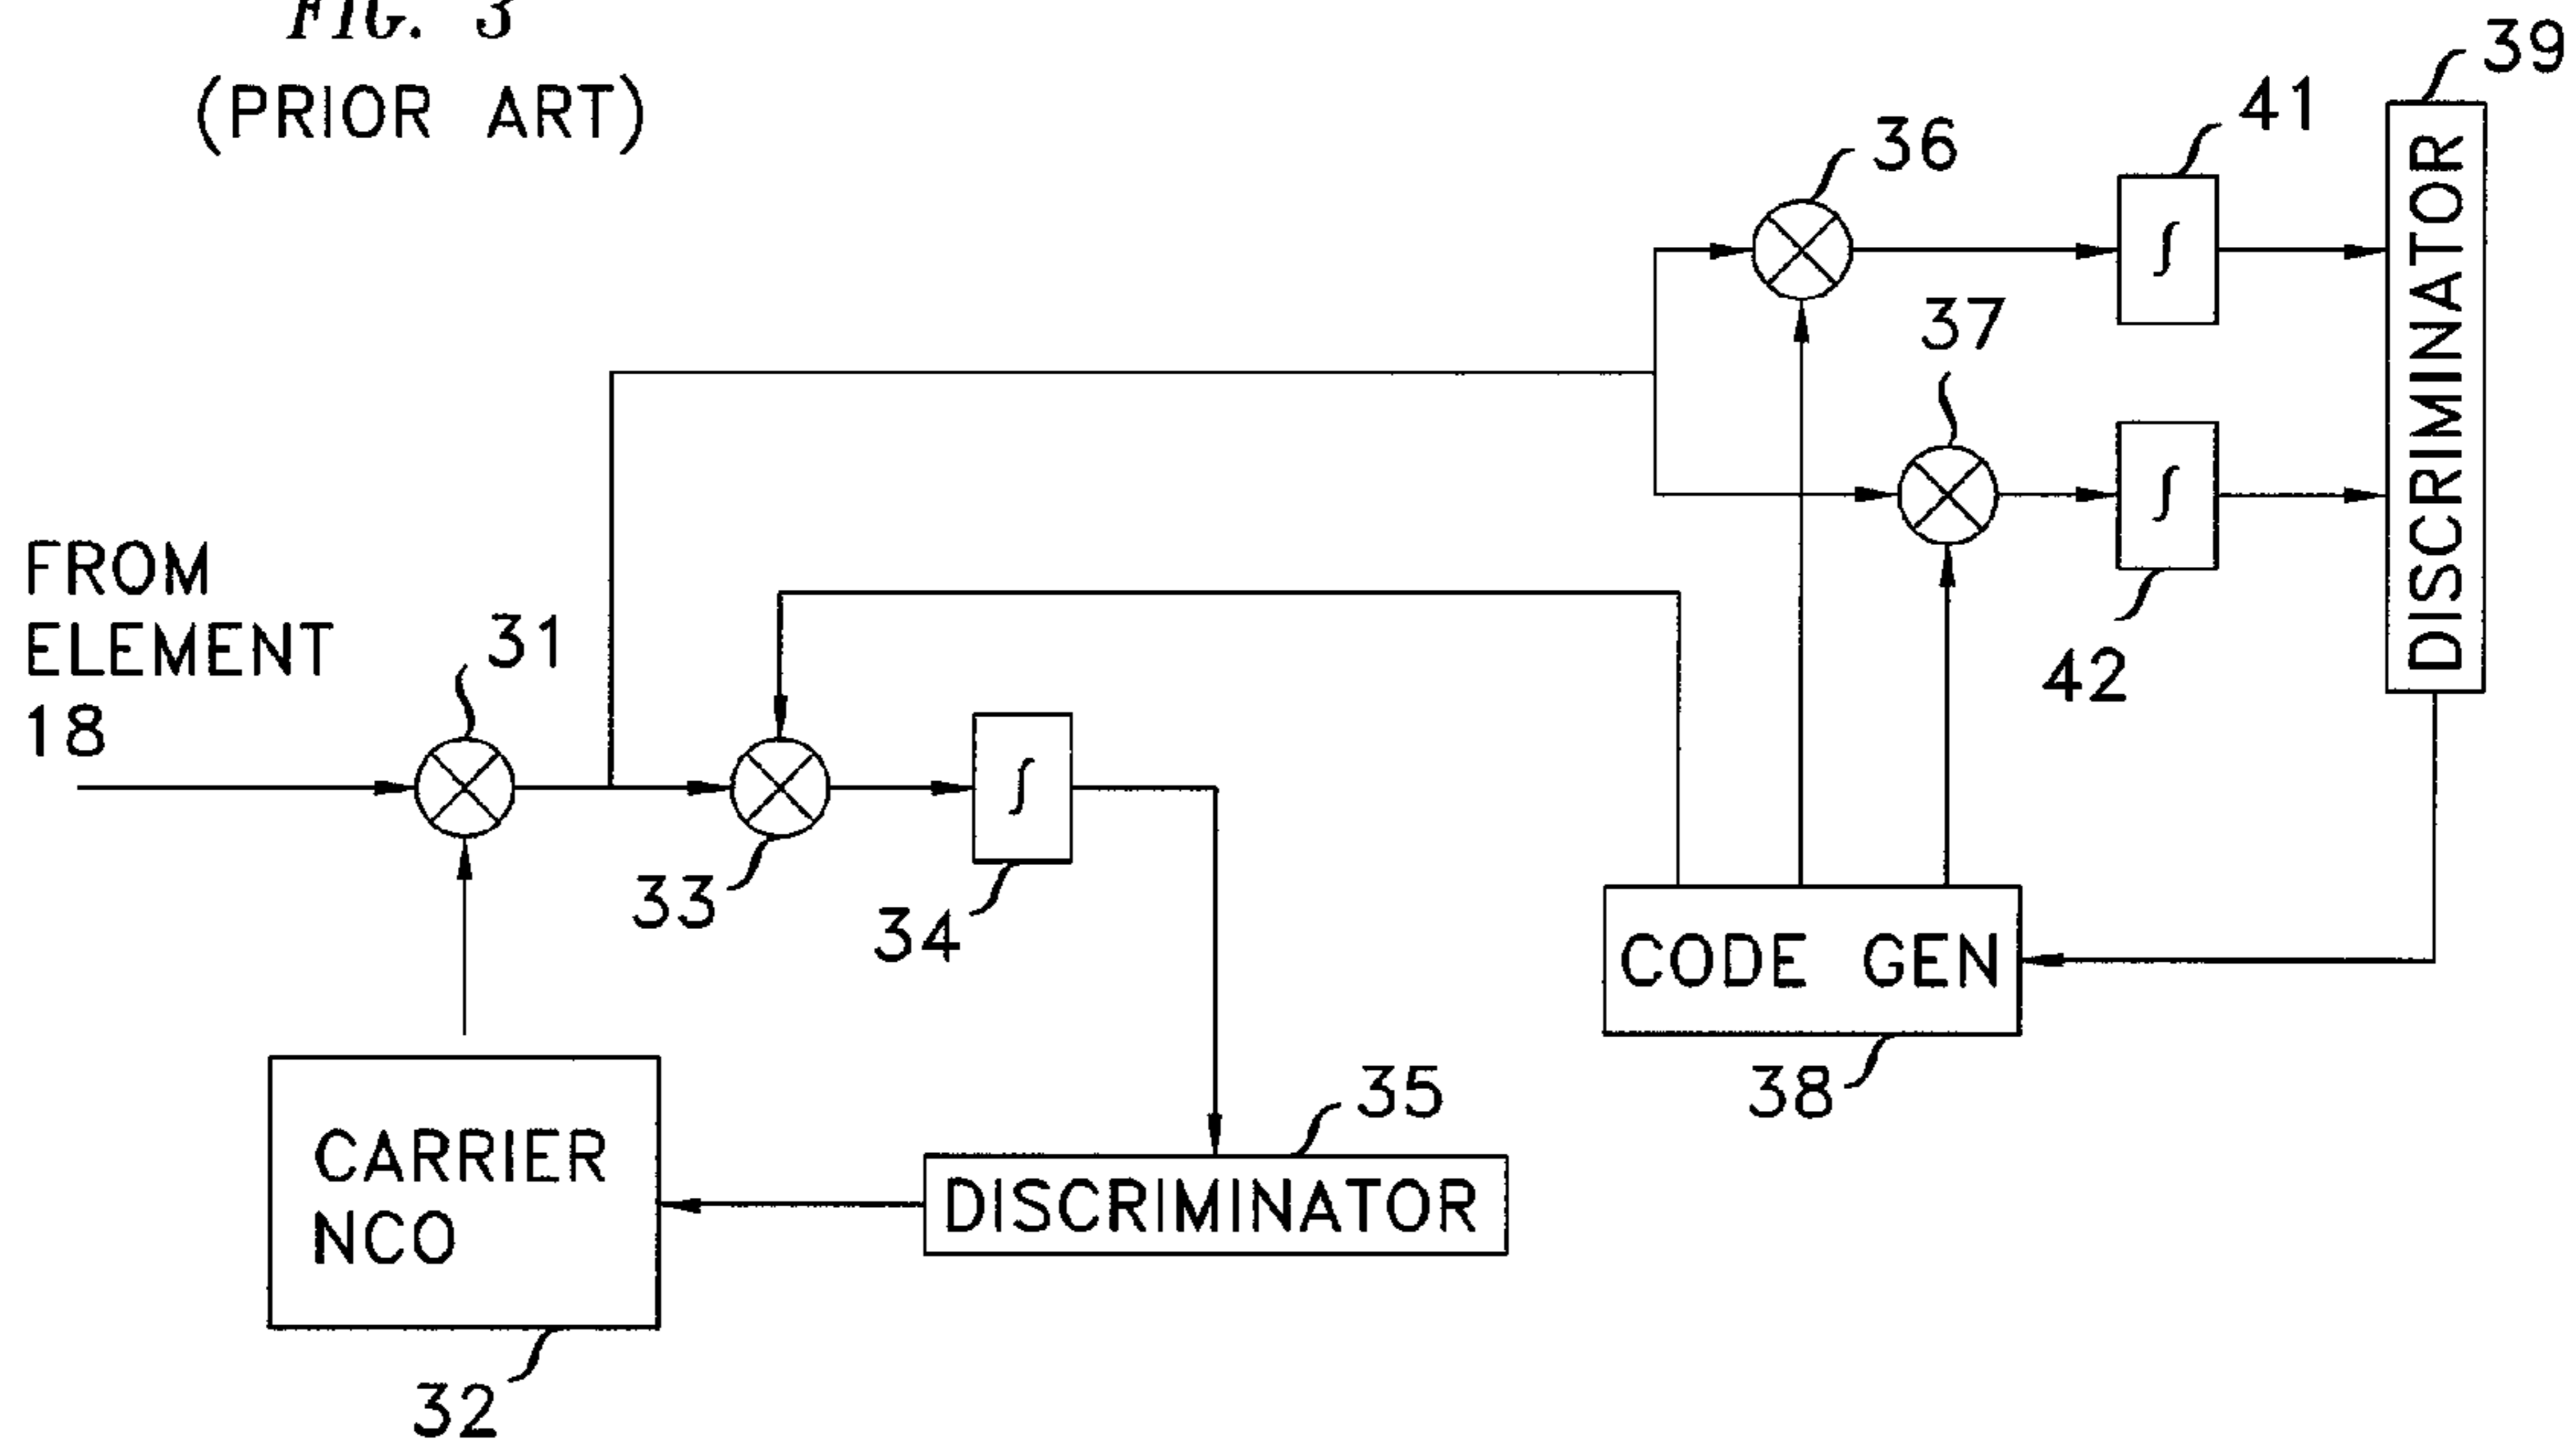 FIG. 3
(PRIOR ART)
39
41
36
37
DISCRIMINATOR
FROM
ELEMENT
18
31
42
33
34
CODE GEN
38
35
CARRIER
NCO
DISCRIMINATOR
32
∫
∫
∫